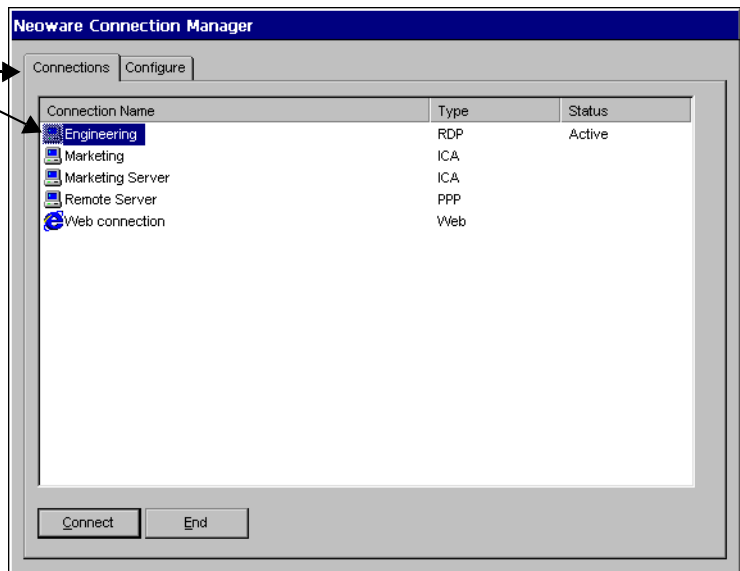 Neoware Connection Manager
Connections Configure
Connection Name Type Status
Engineering RDP Active
Marketing ICA
Marketing Server ICA
Remote Server PPP
Web connection Web
Connect End